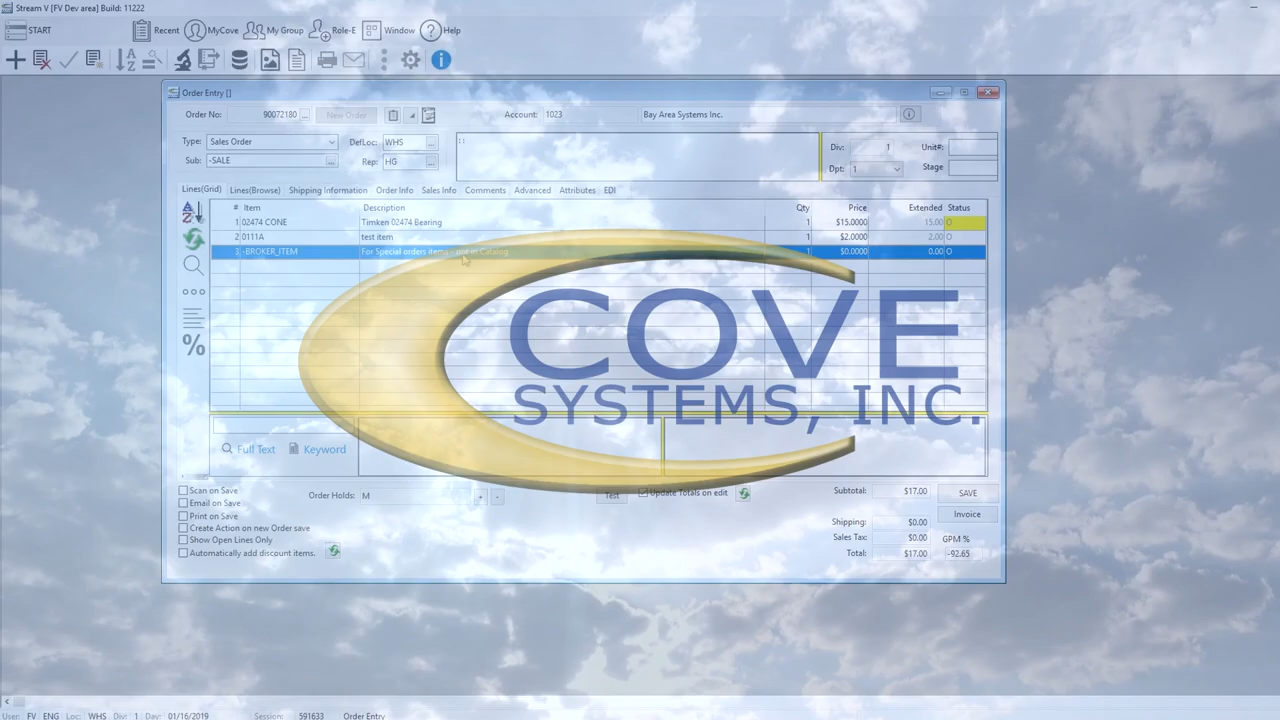 Stream V [FV Dev area] Build: 11222
START Recent MyCove My Group Role-E Window Help
Order Entry []
Order No: 90072180 ... New Order Account: 1023 Bay Area Systems Inc.
Type: Sales Order DefLoc: WHS ... :: Div: 1 Unit#:
Sub: -SALE ... Rep: HG ... Dpt: 1 Stage
Lines(Grid) Lines(Browse) Shipping Information Order Info Sales Info Comments Advanced Attributes EDI
# Item Description Qty Price Extended Status
1 02474 CONE Timken 02474 Bearing 1 $15.0000 15.00 O
2 0111A test item 1 $2.0000 2.00 O
3 -BROKER_ITEM For Special orders items - not in Catalog 1 $0.0000 0.00 O
COVE
SYSTEMS, INC.
Full Text Keyword
Scan on Save
Email on Save
Print on Save
Create Action on new Order save
Show Open Lines Only
Automatically add discount items.
Order Holds: M + - Test Update Totals on edit
Subtotal: $17.00 SAVE
Invoice
Shipping: $0.00
Sales Tax: $0.00 GPM %
Total: $17.00 -92.65
User: FV ENG Loc: WHS Div: 1 Day: 01/16/2019 Session: 591633 Order Entry